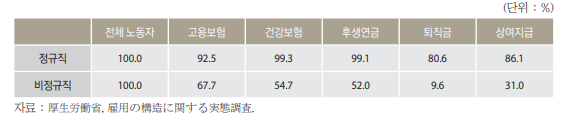 (단위 : %)
전체 노동자 고용보험 건강보험 후생연금 퇴직금 상여지급
정규직 100.0 92.5 99.3 99.1 80.6 86.1
비정규직 100.0 67.7 54.7 52.0 9.6 31.0
자료 : 厚生労働省, 雇用の構造に関する実態調査.